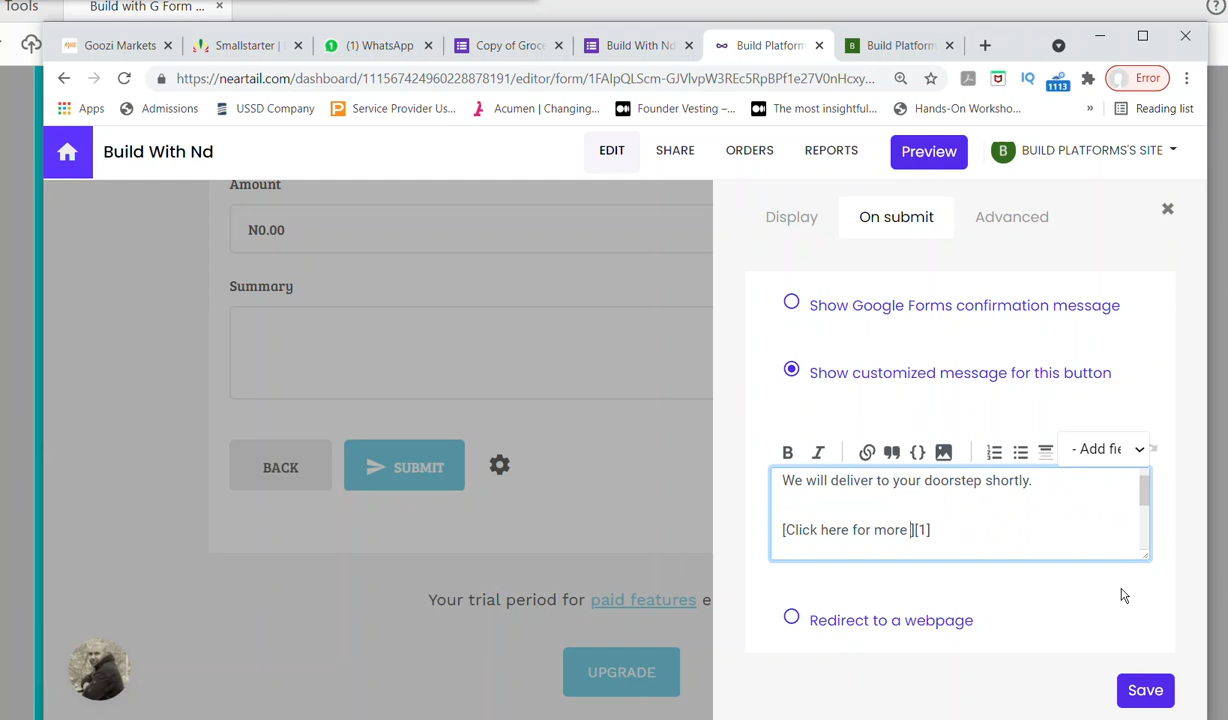 Tools
Build with G Form ... ×
Goozi Markets ×
Smallstarter | ×
(1) WhatsApp ×
Copy of Groce ×
Build With Nd ×
Build Platform ×
Build Platform ×
https://neartail.com/dashboard/111567424960228878191/editor/form/1FAIpQLScm-GJVlvpW3REc5RpBPf1e27V0nHcxy...
IQ
1113
Error
Apps
Admissions
USSD Company
Service Provider Us...
Acumen | Changing...
Founder Vesting –...
The most insightful...
Hands-On Worksho...
»
Reading list
Build With Nd
EDIT
SHARE
ORDERS
REPORTS
Preview
B
BUILD PLATFORMS'S SITE
Amount
N0.00
Summary
BACK
SUBMIT
Your trial period for paid features e
UPGRADE
Display
On submit
Advanced
Show Google Forms confirmation message
Show customized message for this button
B I
- Add fie
We will deliver to your doorstep shortly.
[Click here for more ][1]
Redirect to a webpage
Save